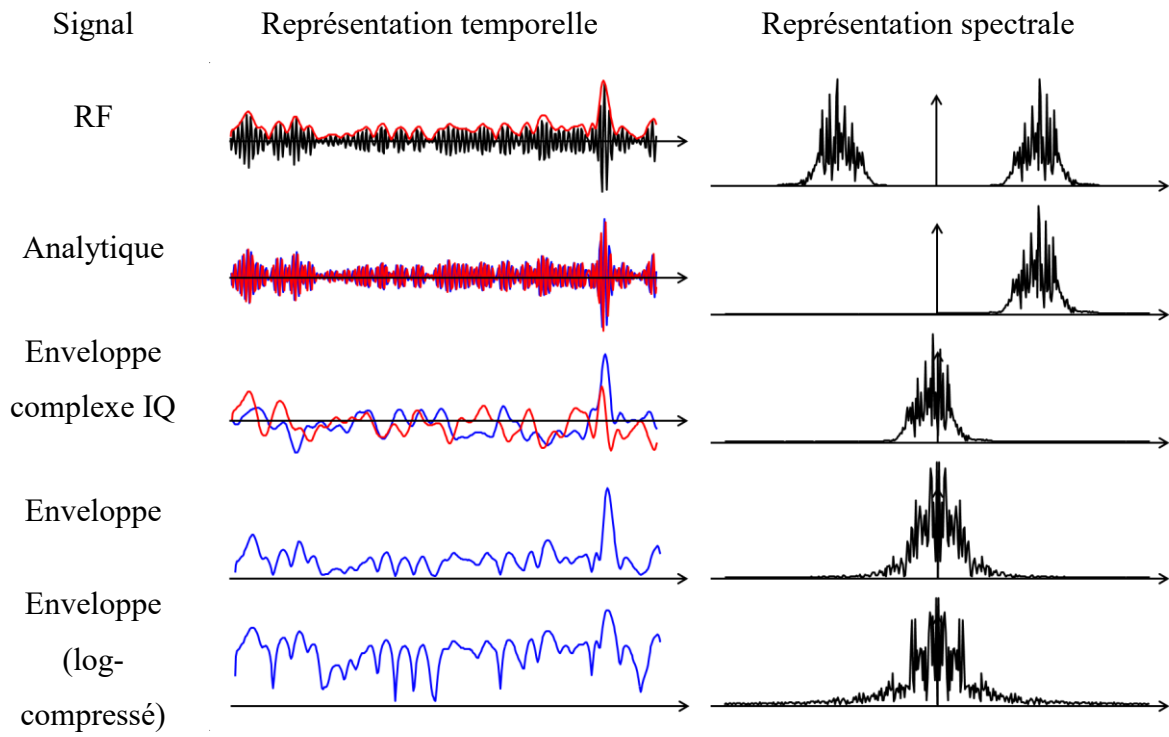 Signal Représentation temporelle Représentation spectrale
RF
Analytique
Enveloppe
complexe IQ
Enveloppe
Enveloppe
(log-
compressé)